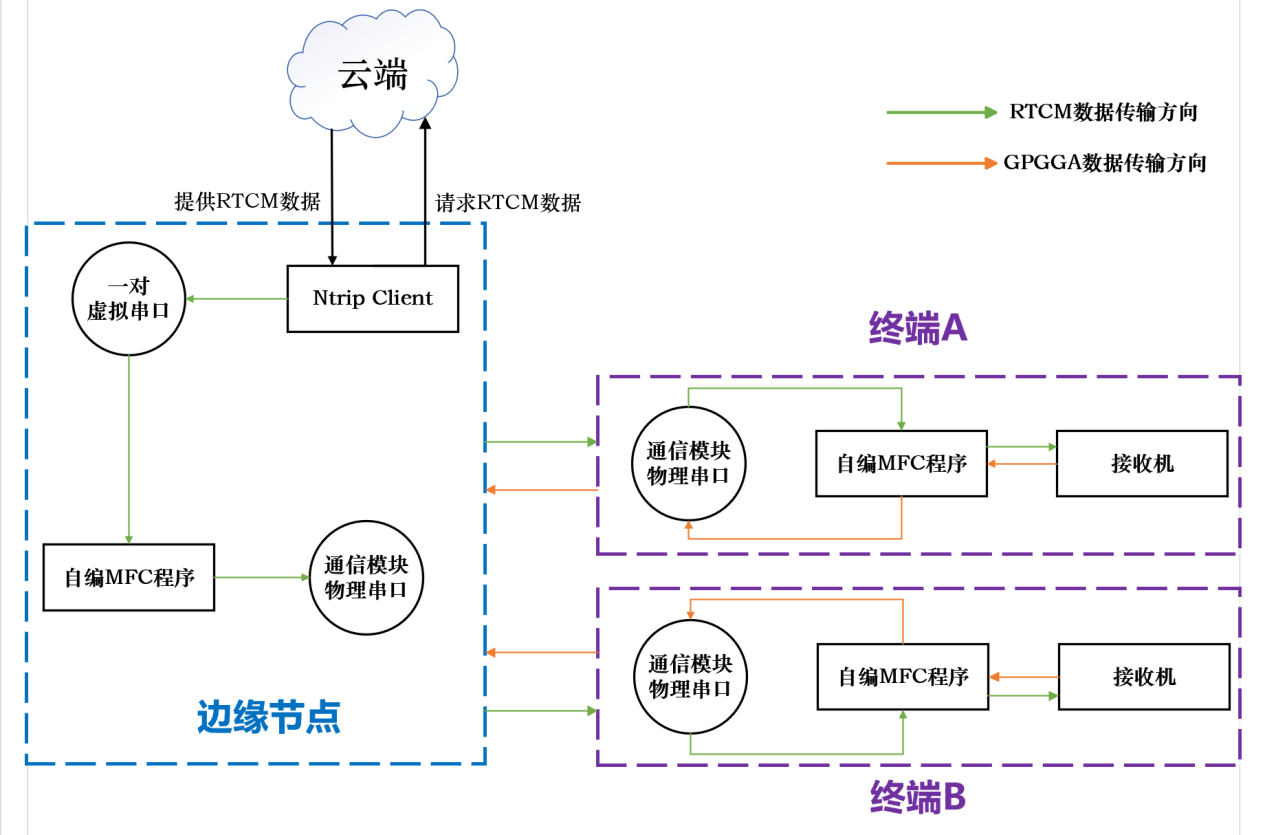 云端
RTCM数据传输方向
GPGGA数据传输方向
提供RTCM数据
请求RTCM数据
一对
虚拟串口
Ntrip Client
终端A
通信模块
物理串口
自编MFC程序
接收机
自编MFC程序
通信模块
物理串口
边缘节点
通信模块
物理串口
自编MFC程序
接收机
终端B